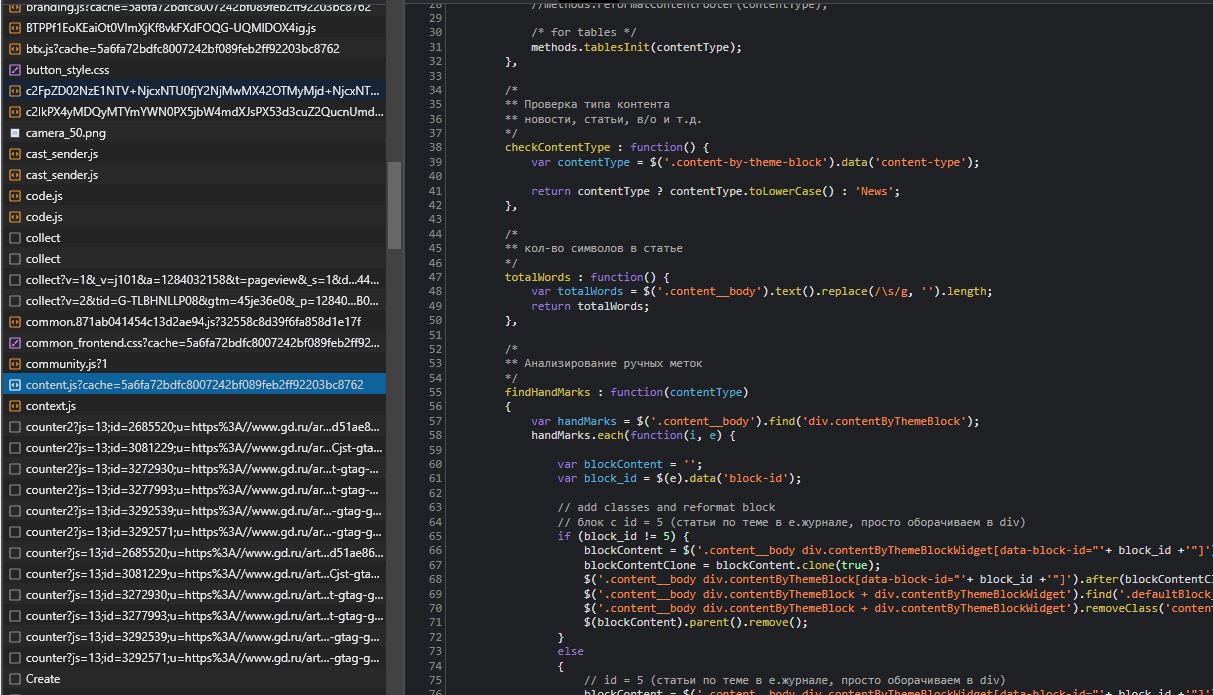 branding.js?cache=5a6fa72bdfc8007242bf089feb2ff92203bc8762
BTPPf1EoKEaiOt0VlmXjKf8vkFXdFOQG-UQMIDOX4ig.js
btx.js?cache=5a6fa72bdfc8007242bf089feb2ff92203bc8762
button_style.css
c2FpZD02NzE1NTV+NjcxNTU0fjY2NjMwMX42OTMyMjd+NjcxNT...
c2lkPX4yMDQyMTYmYWN0PX5jbW4mdXJsPX53d3cuZ2QucnUmd...
camera_50.png
cast_sender.js
cast_sender.js
code.js
code.js
collect
collect
collect?v=1&_v=j101&a=1284032158&t=pageview&_s=1&d...44...
collect?v=2&tid=G-TLBHNLLP08&gtm=45je36e0&_p=12840...B0...
common.871ab041454c13d2ae94.js?32558c8d39f6fa858d1e17f
common_frontend.css?cache=5a6fa72bdfc8007242bf089feb2ff92...
community.js?1
content.js?cache=5a6fa72bdfc8007242bf089feb2ff92203bc8762
context.js
counter2?js=13;id=2685520;u=https%3A//www.gd.ru/ar...d51ae8...
counter2?js=13;id=3081229;u=https%3A//www.gd.ru/ar...Cjst-gta...
counter2?js=13;id=3272930;u=https%3A//www.gd.ru/ar...t-gtag-...
counter2?js=13;id=3277993;u=https%3A//www.gd.ru/ar...t-gtag-...
counter2?js=13;id=3292539;u=https%3A//www.gd.ru/ar...-gtag-g...
counter2?js=13;id=3292571;u=https%3A//www.gd.ru/ar...-gtag-g...
counter?js=13;id=2685520;u=https%3A//www.gd.ru/art...d51ae86...
counter?js=13;id=3081229;u=https%3A//www.gd.ru/art...Cjst-gta...
counter?js=13;id=3272930;u=https%3A//www.gd.ru/art...t-gtag-g...
counter?js=13;id=3277993;u=https%3A//www.gd.ru/art...t-gtag-g...
counter?js=13;id=3292539;u=https%3A//www.gd.ru/art...-gtag-g...
counter?js=13;id=3292571;u=https%3A//www.gd.ru/art...-gtag-g...
Create
28 //methods.reformatContentFooter(contentType);
29
30 /* for tables */
31 methods.tablesInit(contentType);
32 },
33
34 /*
35 ** Проверка типа контента
36 ** новости, статьи, в/о и т.д.
37 */
38 checkContentType : function() {
39 var contentType = $('.content-by-theme-block').data('content-type');
40
41 return contentType ? contentType.toLowerCase() : 'News';
42 },
43
44 /*
45 ** кол-во символов в статье
46 */
47 totalWords : function() {
48 var totalWords = $('.content__body').text().replace(/\s/g, '').length;
49 return totalWords;
50 },
51
52 /*
53 ** Анализирование ручных меток
54 */
55 findHandMarks : function(contentType)
56 {
57 var handMarks = $('.content__body').find('div.contentByThemeBlock');
58 handMarks.each(function(i, e) {
59
60 var blockContent = '';
61 var block_id = $(e).data('block-id');
62
63 // add classes and reformat block
64 // блок с id = 5 (статьи по теме в е.журнале, просто оборачиваем в div)
65 if (block_id != 5) {
66 blockContent = $('.content__body div.contentByThemeBlockWidget[data-block-id="'+ block_id +'"]'
67 blockContentClone = blockContent.clone(true);
68 $('.content__body div.contentByThemeBlock[data-block-id="'+ block_id +'"]').after(blockContentC
69 $('.content__body div.contentByThemeBlock + div.contentByThemeBlockWidget').find('.defaultBlock_
70 $('.content__body div.contentByThemeBlock + div.contentByThemeBlockWidget').removeClass('conten
71 $(blockContent).parent().remove();
72 }
73 else
74 {
75 // id = 5 (статьи по теме в е.журнале, просто оборачиваем в div)
76 blockContent = $('.content__body div.contentByThemeBlockWidget[data-block-id="'+ block_id +'"]'